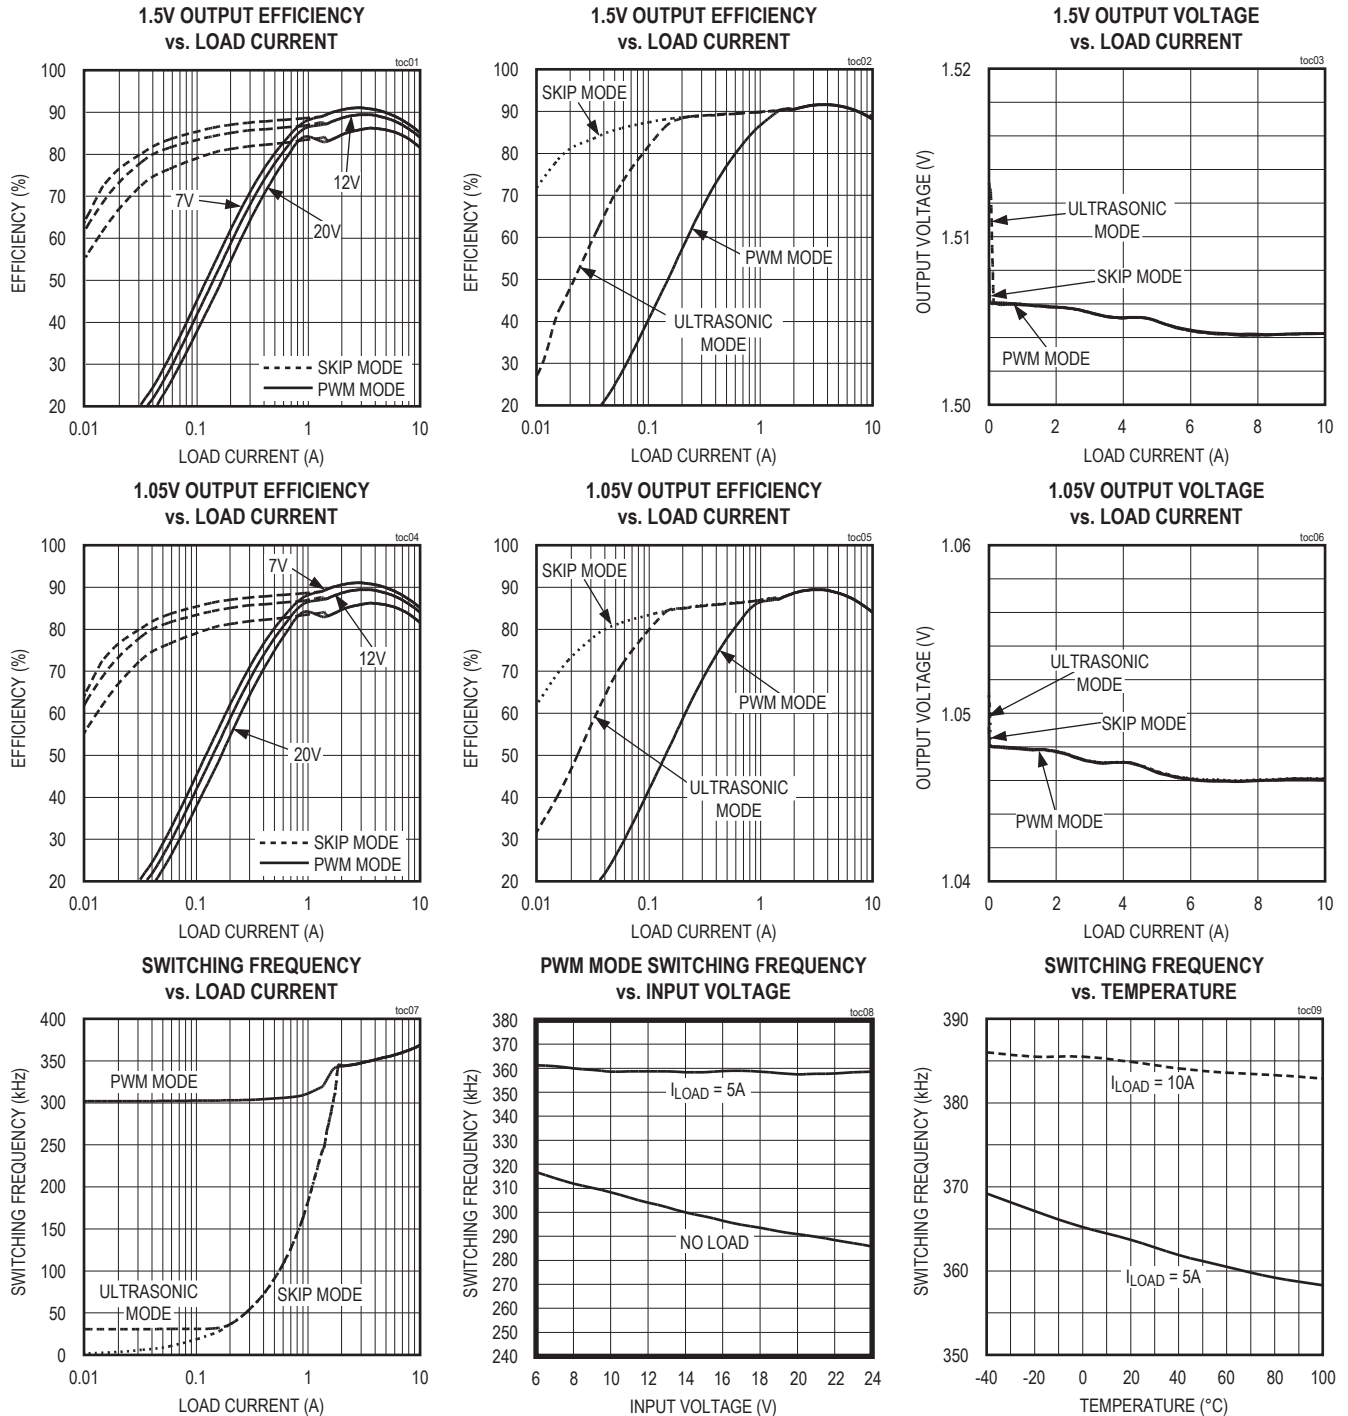 1.5V OUTPUT EFFICIENCY
vs. LOAD CURRENT
toc01
EFFICIENCY (%)
100
90
80
70
60
50
40
30
20
7V
12V
20V
SKIP MODE
PWM MODE
0.01
0.1
1
10
LOAD CURRENT (A)
1.5V OUTPUT EFFICIENCY
vs. LOAD CURRENT
toc02
EFFICIENCY (%)
100
90
80
70
60
50
40
30
20
SKIP MODE
PWM MODE
ULTRASONIC
MODE
0.01
0.1
1
10
LOAD CURRENT (A)
1.5V OUTPUT VOLTAGE
vs. LOAD CURRENT
toc03
OUTPUT VOLTAGE (V)
1.52
1.51
1.50
ULTRASONIC
MODE
SKIP MODE
PWM MODE
0
2
4
6
8
10
LOAD CURRENT (A)
1.05V OUTPUT EFFICIENCY
vs. LOAD CURRENT
toc04
EFFICIENCY (%)
100
90
80
70
60
50
40
30
20
7V
12V
20V
SKIP MODE
PWM MODE
0.01
0.1
1
10
LOAD CURRENT (A)
1.05V OUTPUT EFFICIENCY
vs. LOAD CURRENT
toc05
EFFICIENCY (%)
100
90
80
70
60
50
40
30
20
SKIP MODE
PWM MODE
ULTRASONIC
MODE
0.01
0.1
1
10
LOAD CURRENT (A)
1.05V OUTPUT VOLTAGE
vs. LOAD CURRENT
toc06
OUTPUT VOLTAGE (V)
1.06
1.05
1.04
ULTRASONIC
MODE
SKIP MODE
PWM MODE
0
2
4
6
8
10
LOAD CURRENT (A)
SWITCHING FREQUENCY
vs. LOAD CURRENT
toc07
SWITCHING FREQUENCY (kHz)
400
350
300
250
200
150
100
50
0
PWM MODE
ULTRASONIC
MODE
SKIP MODE
0.01
0.1
1
10
LOAD CURRENT (A)
PWM MODE SWITCHING FREQUENCY
vs. INPUT VOLTAGE
toc08
SWITCHING FREQUENCY (kHz)
380
370
360
350
340
330
320
310
300
290
280
270
260
250
240
ILOAD = 5A
NO LOAD
6
8
10
12
14
16
18
20
22
24
INPUT VOLTAGE (V)
SWITCHING FREQUENCY
vs. TEMPERATURE
toc09
SWITCHING FREQUENCY (kHz)
390
380
370
360
350
ILOAD = 10A
ILOAD = 5A
-40
-20
0
20
40
60
80
100
TEMPERATURE (°C)